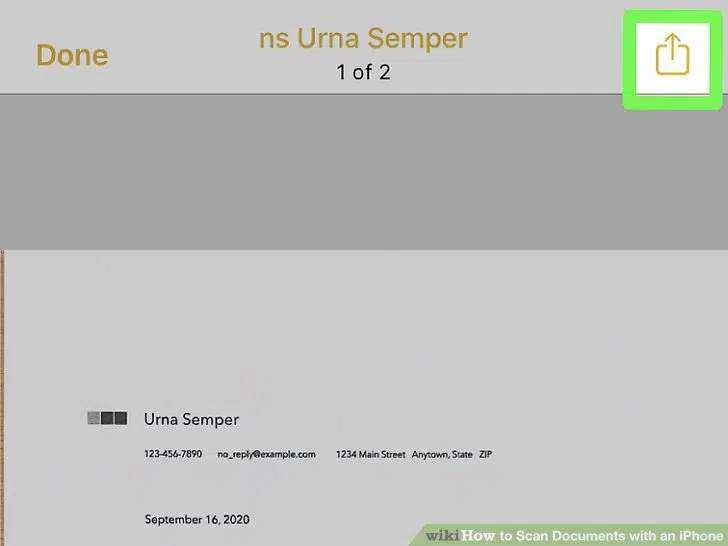 Done
ns Urna Semper
1 of 2
Urna Semper
123-456-7890 no_reply@example.com 1234 Main Street Anytown, State ZIP
September 16, 2020
wikiHow to Scan Documents with an iPhone